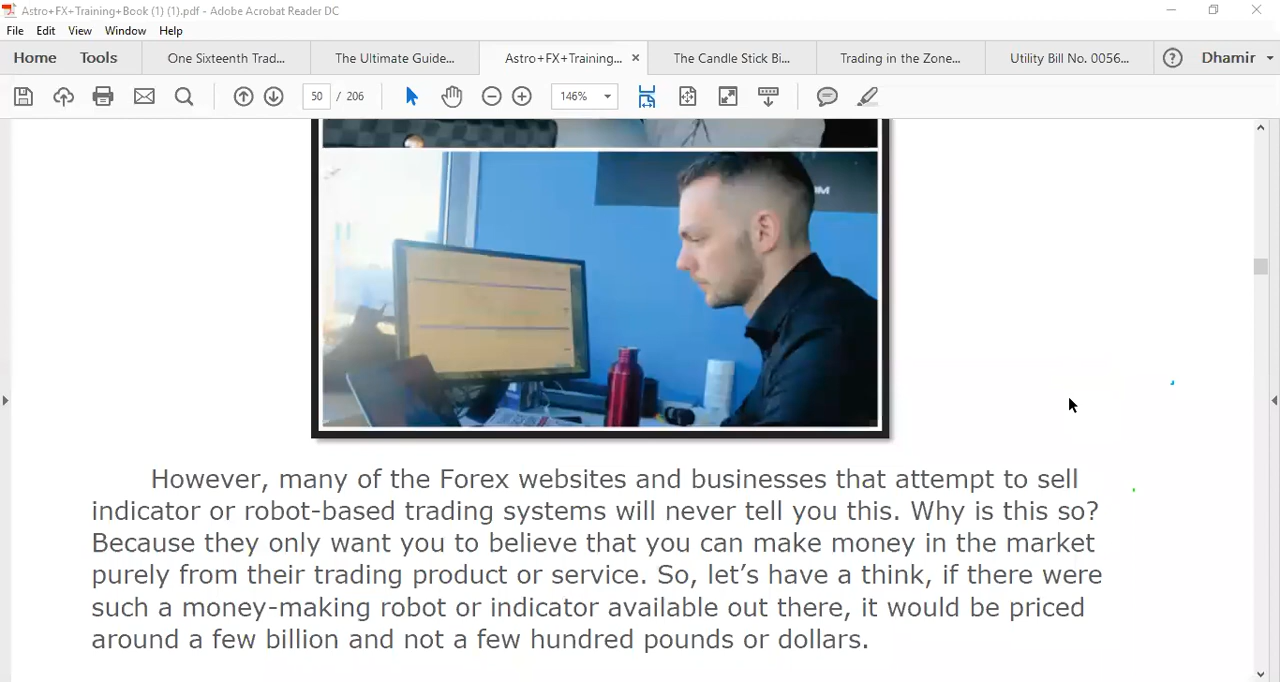 Astro+FX+Training+Book (1) (1).pdf - Adobe Acrobat Reader DC
File Edit View Window Help
Home Tools One Sixteenth Trad... The Ultimate Guide... Astro+FX+Training... × The Candle Stick Bi... Trading in the Zone... Utility Bill No. 0056... Dhamir
50 / 206 146%
OM
However, many of the Forex websites and businesses that attempt to sell
indicator or robot-based trading systems will never tell you this. Why is this so?
Because they only want you to believe that you can make money in the market
purely from their trading product or service. So, let’s have a think, if there were
such a money-making robot or indicator available out there, it would be priced
around a few billion and not a few hundred pounds or dollars.